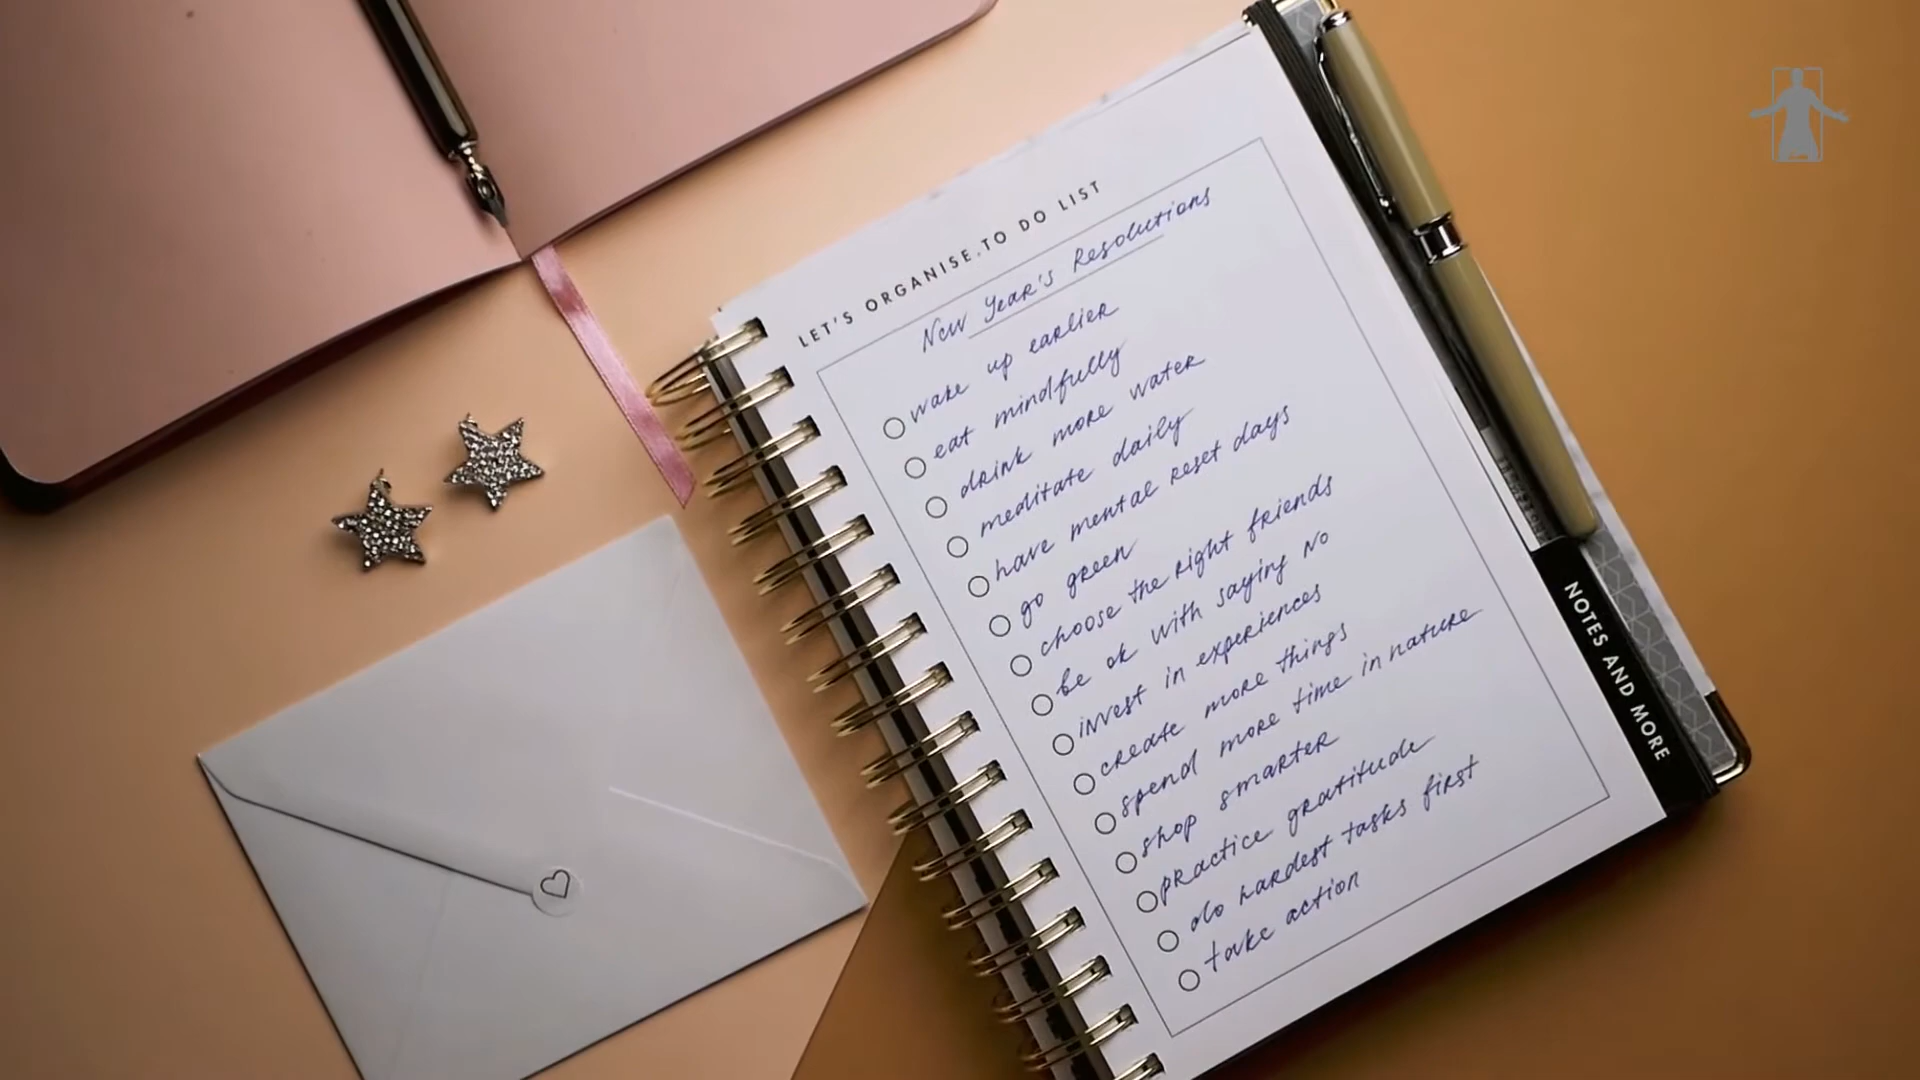 LET'S ORGANISE.TO DO LIST
New Year's Resolutions
wake up earlier
eat mindfully
drink more water
meditate daily
have mental reset days
go green
choose the right friends
be ok with saying no
invest in experiences
create more things
spend more time in nature
shop smarter
practice gratitude
do hardest tasks first
take action
NOTES AND MORE